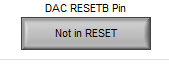 DAC RESETB Pin
Not in RESET